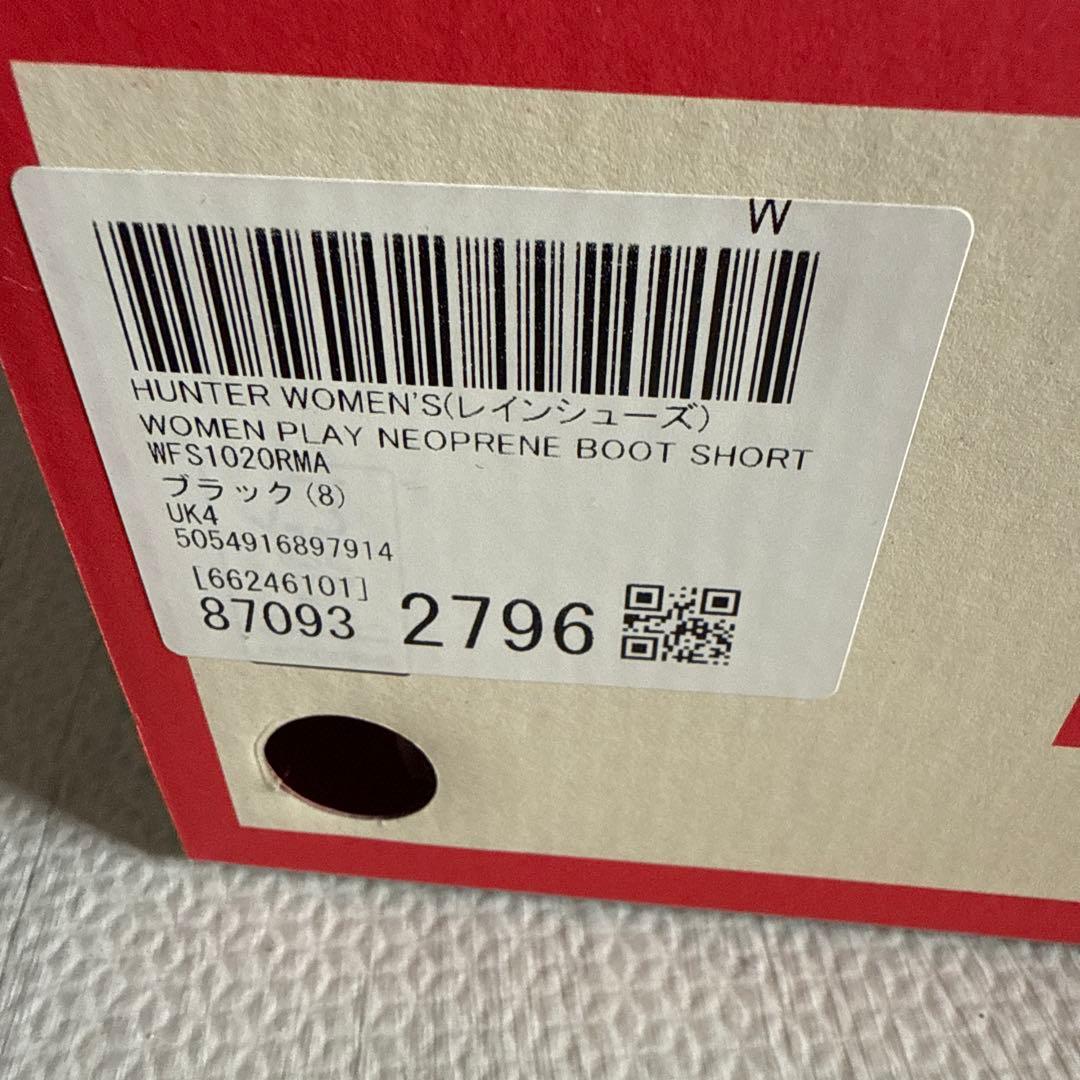 W
HUNTER WOMEN'S(レインシューズ)
WOMEN PLAY NEOPRENE BOOT SHORT
WFS1020RMA
ブラック(8)
UK4
5054916897914
[66246101]
87093 2796